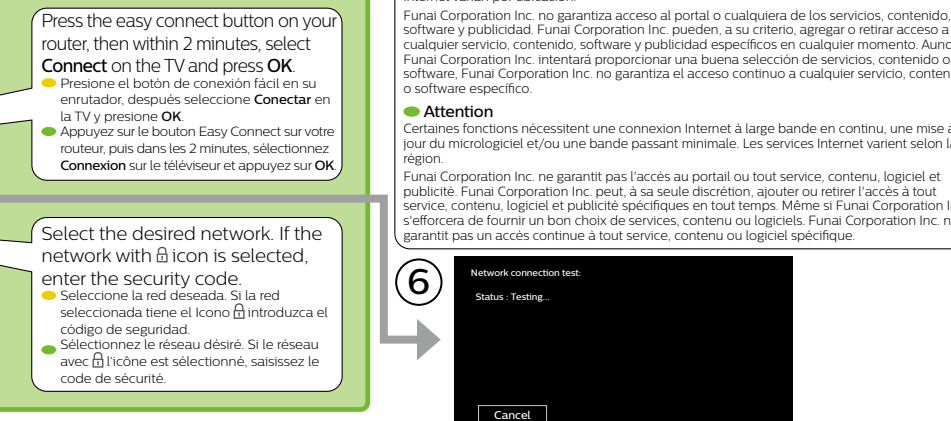 Press the easy connect button on your
router, then within 2 minutes, select
Connect on the TV and press OK.
Presione el botón de conexión fácil en su
enrutador, después seleccione Conectar en
la TV y presione OK.
Appuyez sur le bouton Easy Connect sur votre
routeur, puis dans les 2 minutes, sélectionnez
Connexion sur le téléviseur et appuyez sur OK.
Select the desired network. If the
network with icon is selected,
enter the security code.
Seleccione la red deseada. Si la red
seleccionada tiene el Icono introduzca el
código de seguridad.
Sélectionnez le réseau désiré. Si le réseau
avec l'icône est sélectionné, saisissez le
code de sécurité.
Funai Corporation Inc. no garantiza acceso al portal o cualquiera de los servicios, contenido,
software y publicidad. Funai Corporation Inc. pueden, a su criterio, agregar o retirar acceso a
cualquier servicio, contenido, software y publicidad específicos en cualquier momento.
Funai Corporation Inc. intentará proporcionar una buena selección de servicios, contenido o
software, Funai Corporation Inc. no garantiza el acceso continuo a cualquier servicio,
o software específico.
Attention
Certaines fonctions nécessitent une connexion Internet à large bande en continu, une mise à
jour du micrologiciel et/ou une bande passant minimale. Les services Internet varient selon la
région.
Funai Corporation Inc. ne garantit pas l'accès au portail ou tout service, contenu, logiciel et
publicité. Funai Corporation Inc. peut, à sa seule discrétion, ajouter ou retirer l'accès à tout
service, contenu, logiciel et publicité spécifiques en tout temps. Même si Funai Corporation
s'efforcera de fournir un bon choix de services, contenu ou logiciels. Funai Corporation Inc.
garantit pas un accès continue à tout service, contenu ou logiciel spécifique.
6
Network connection test:
Status : Testing...
Cancel